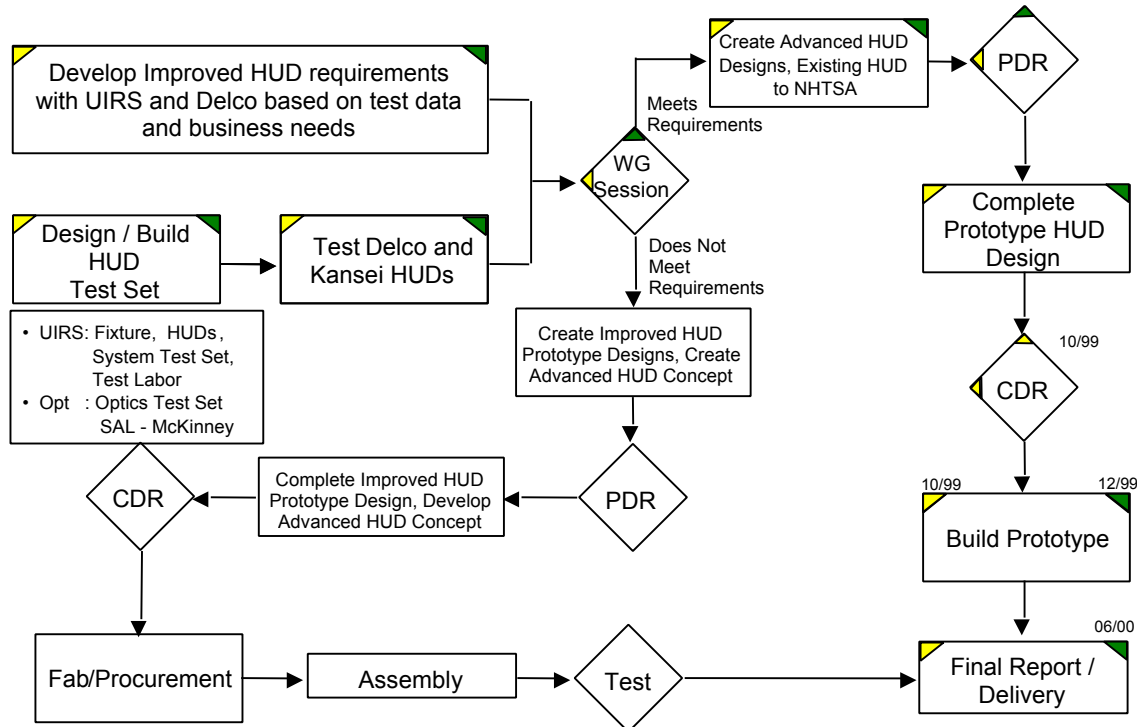 Develop Improved HUD requirements
with UIRS and Delco based on test data
and business needs
Design / Build
HUD
Test Set
Test Delco and
Kansei HUDs
• UIRS: Fixture, HUDs,
System Test Set,
Test Labor
• Opt : Optics Test Set
SAL - McKinney
WG
Session
Meets
Requirements
Create Advanced HUD
Designs, Existing HUD
to NHTSA
PDR
Complete
Prototype HUD
Design
10/99
CDR
10/99
12/99
Build Prototype
06/00
Final Report /
Delivery
Does Not
Meet
Requirements
Create Improved HUD
Prototype Designs, Create
Advanced HUD Concept
PDR
Complete Improved HUD
Prototype Design, Develop
Advanced HUD Concept
CDR
Fab/Procurement
Assembly
Test